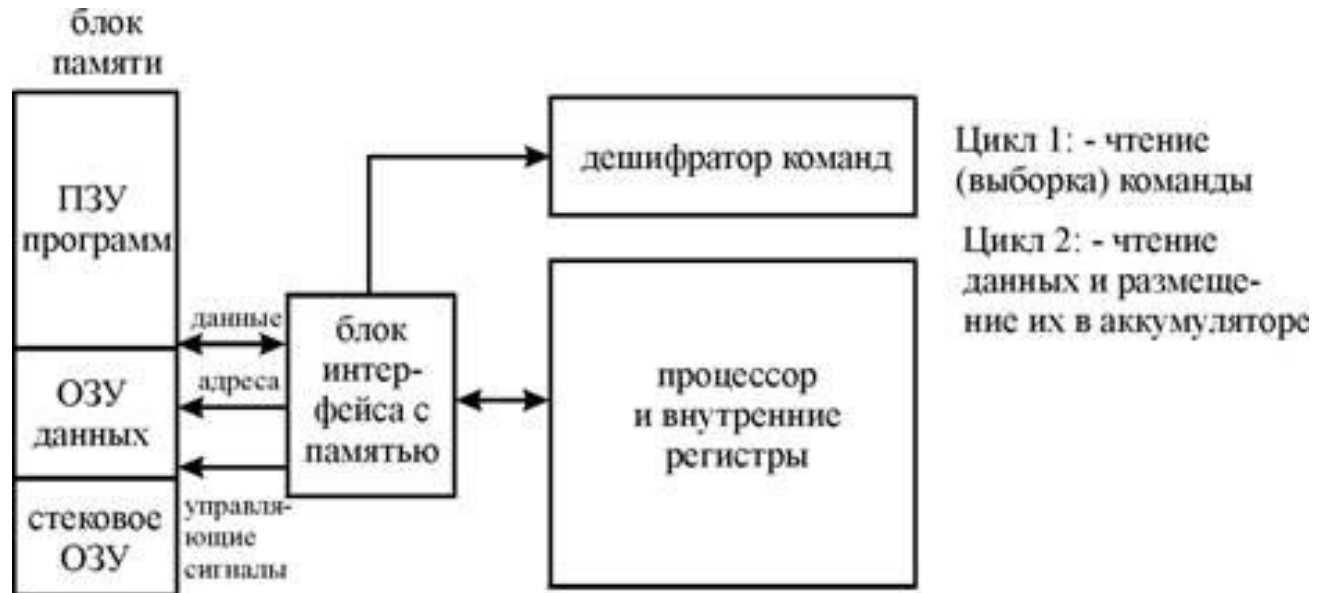 блок
памяти
ПЗУ
программ
ОЗУ
данных
стековое
ОЗУ
данные
адреса
управля-
ющие
сигналы
блок
интер-
фейса с
памятью
дешифратор команд
процессор
и внутренние
регистры
Цикл 1: - чтение
(выборка) команды
Цикл 2: - чтение
данных и размеще-
ние их в аккумуляторе